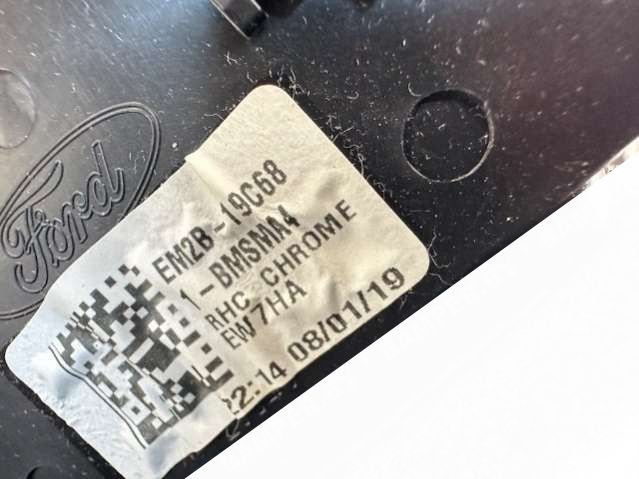 Ford
EM2B-19C68
1-BMSMA4
RHC CHROME
EW7HA
22:14 08/01/19